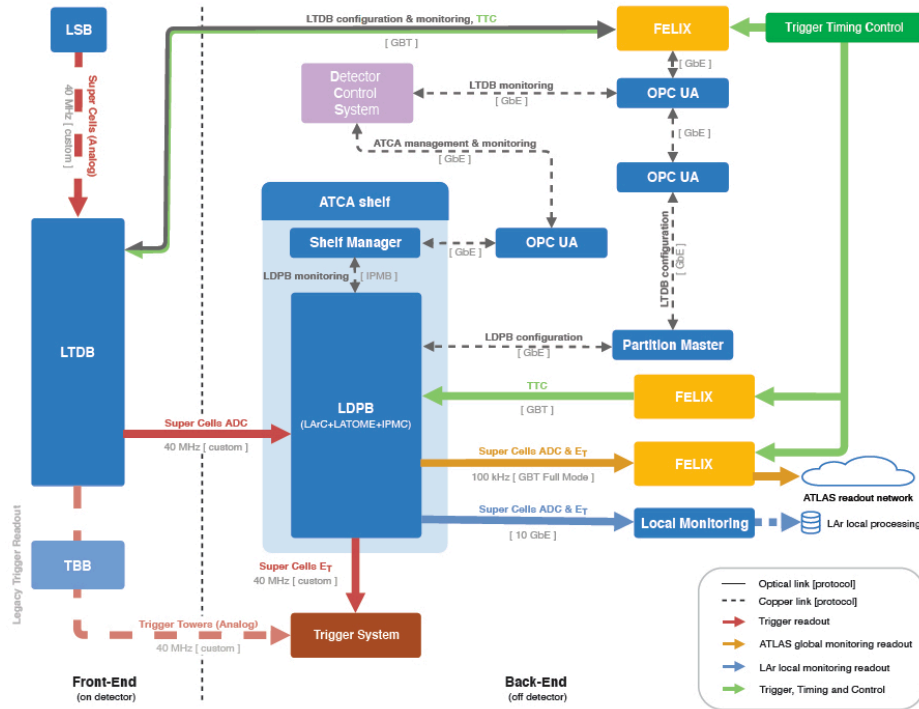 LSB
LTDB configuration & monitoring, TTC
[ GBT ]
FELIX
Trigger Timing Control
Super Cells (Analog)
40 MHz [ custom ]
Detector
Control
System
LTDB monitoring
[ GbE ]
OPC UA
[ GbE ]
[ GbE ]
ATCA management & monitoring
[ GbE ]
OPC UA
ATCA shelf
Shelf Manager
[ GbE ]
OPC UA
LTDB configuration
[ GbE ]
LDPB monitoring
[ IPMB ]
LTDB
LDPB configuration
[ GbE ]
Partition Master
TTC
[ GBT ]
FELIX
LDPB
(LArC+LATOME+IPMC)
Super Cells ADC
40 MHz [ custom ]
Super Cells ADC & ET
100 kHz [ GBT Full Mode ]
FELIX
ATLAS readout network
Super Cells ADC & ET
[ 10 GbE ]
Local Monitoring
LAr local processing
Legacy Trigger Readout
TBB
Super Cells ET
40 MHz [ custom ]
Trigger Towers (Analog)
40 MHz [ custom ]
Trigger System
Optical link [protocol]
Copper link [protocol]
Trigger readout
ATLAS global monitoring readout
LAr local monitoring readout
Trigger, Timing and Control
Front-End
(on detector)
Back-End
(off detector)